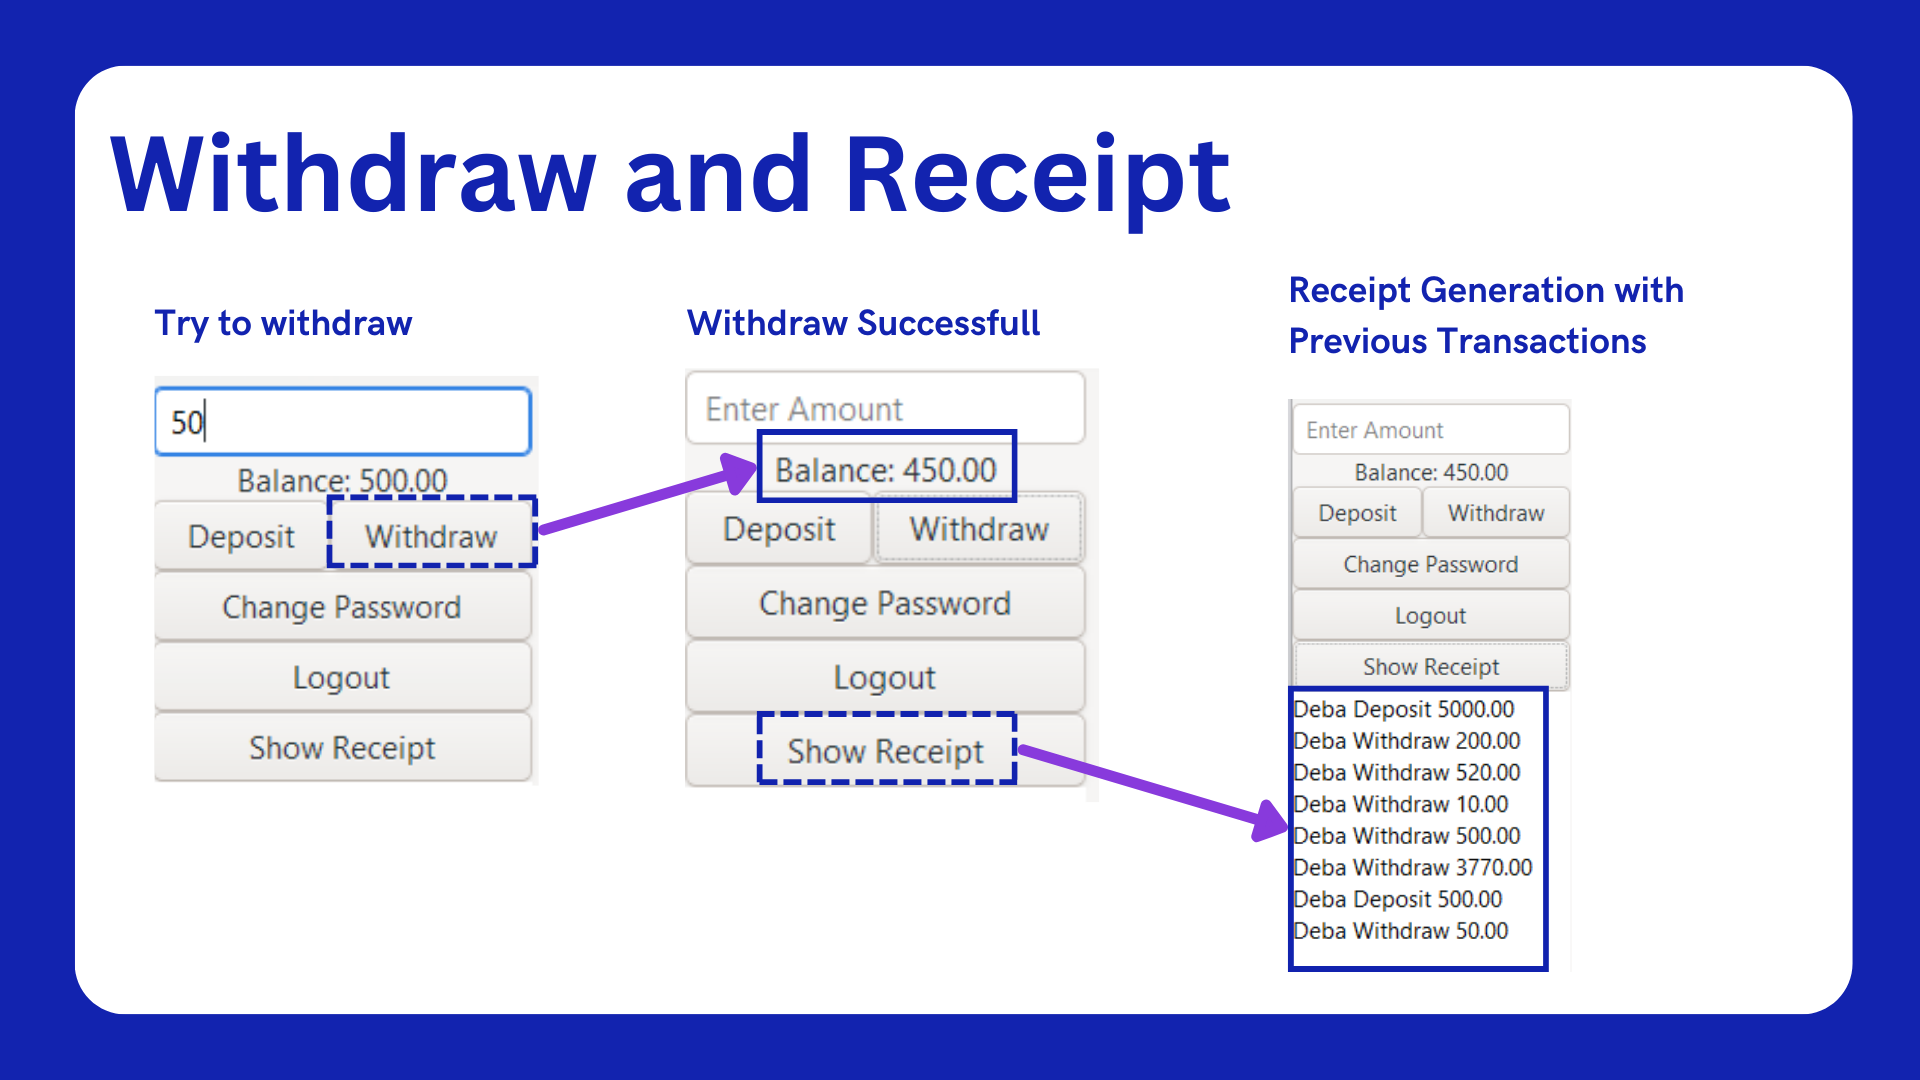 Withdraw and Receipt
Try to withdraw
50
Balance: 500.00
Deposit
Withdraw
Change Password
Logout
Show Receipt
Withdraw Successfull
Enter Amount
Balance: 450.00
Deposit
Withdraw
Change Password
Logout
Show Receipt
Receipt Generation with
Previous Transactions
Enter Amount
Balance: 450.00
Deposit
Withdraw
Change Password
Logout
Show Receipt
Deba Deposit 5000.00
Deba Withdraw 200.00
Deba Withdraw 520.00
Deba Withdraw 10.00
Deba Withdraw 500.00
Deba Withdraw 3770.00
Deba Deposit 500.00
Deba Withdraw 50.00